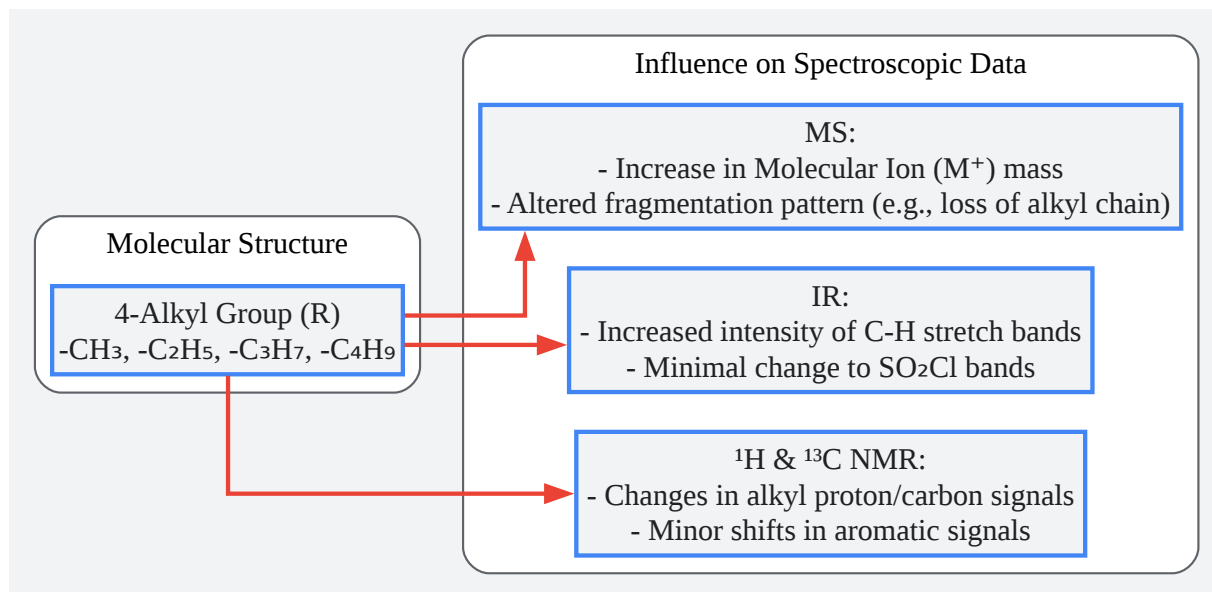 Molecular Structure
4-Alkyl Group (R)
-CH₃, -C₂H₅, -C₃H₇, -C₄H₉
Influence on Spectroscopic Data
MS:
- Increase in Molecular Ion (M⁺) mass
- Altered fragmentation pattern (e.g., loss of alkyl chain)
IR:
- Increased intensity of C-H stretch bands
- Minimal change to SO₂Cl bands
¹H & ¹³C NMR:
- Changes in alkyl proton/carbon signals
- Minor shifts in aromatic signals